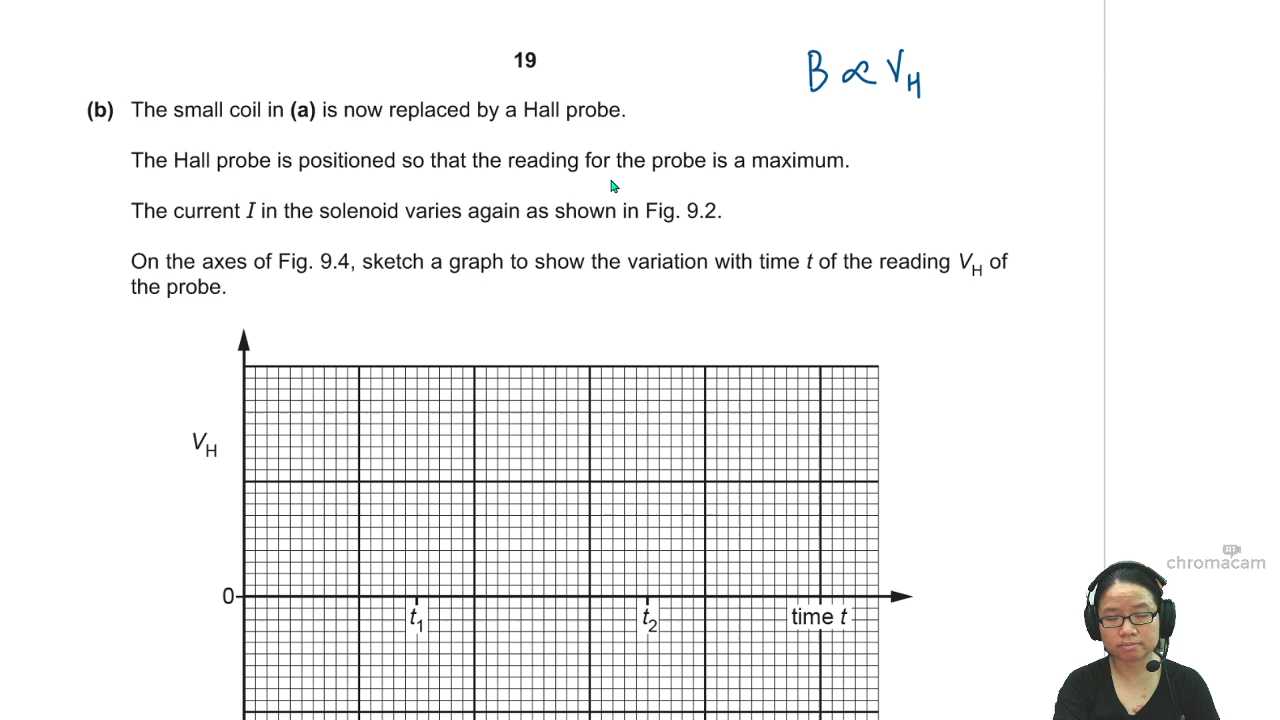 19
B ∝ V_H
(b) The small coil in (a) is now replaced by a Hall probe.
The Hall probe is positioned so that the reading for the probe is a maximum.
The current I in the solenoid varies again as shown in Fig. 9.2.
On the axes of Fig. 9.4, sketch a graph to show the variation with time t of the reading V_H of
the probe.
V_H
0
t_1
t_2
time t
chromacam